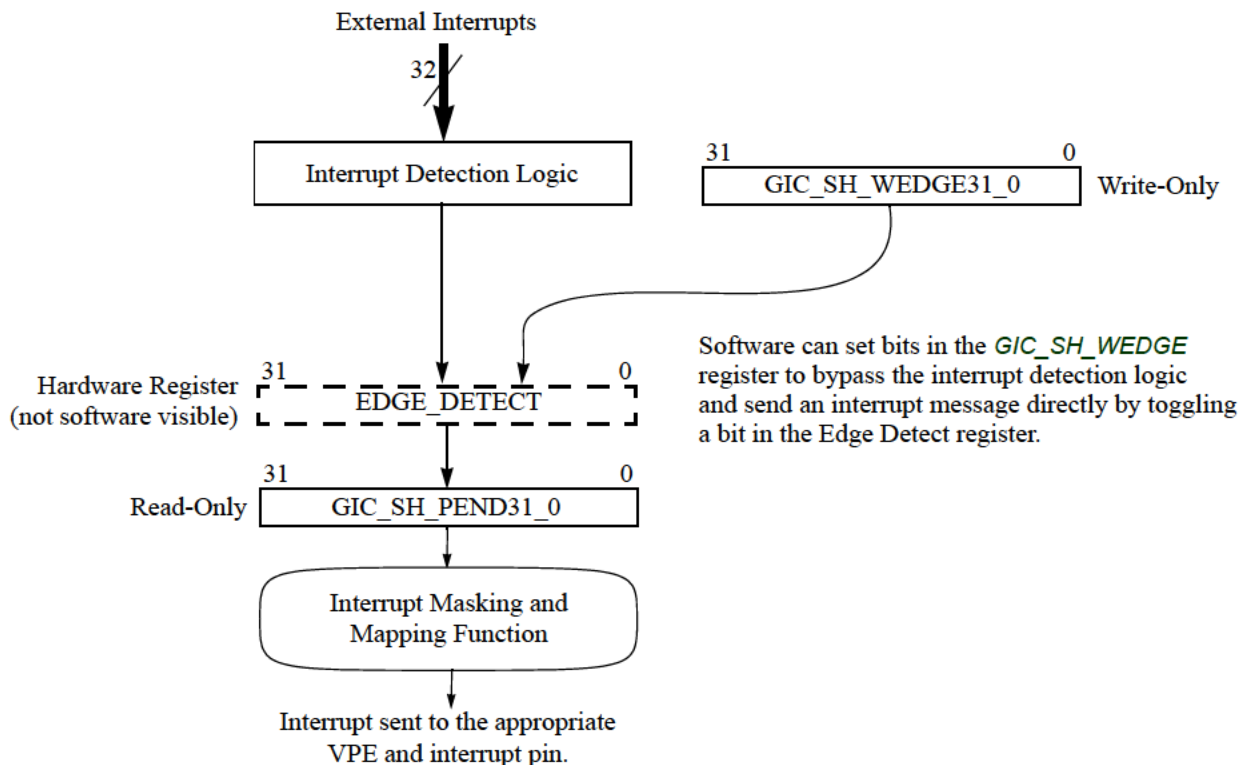 External Interrupts
32
Interrupt Detection Logic
31 0
GIC_SH_WEDGE31_0
Write-Only
Software can set bits in the GIC_SH_WEDGE
register to bypass the interrupt detection logic
and send an interrupt message directly by toggling
a bit in the Edge Detect register.
Hardware Register
(not software visible)
31 0
EDGE_DETECT
31 0
Read-Only
GIC_SH_PEND31_0
Interrupt Masking and
Mapping Function
Interrupt sent to the appropriate
VPE and interrupt pin.